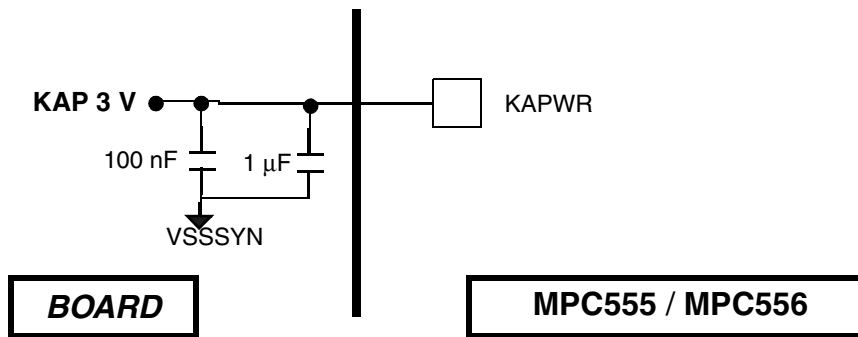 KAP 3 V
KAPWR
100 nF
1 μF
VSSSYN
BOARD
MPC555 / MPC556